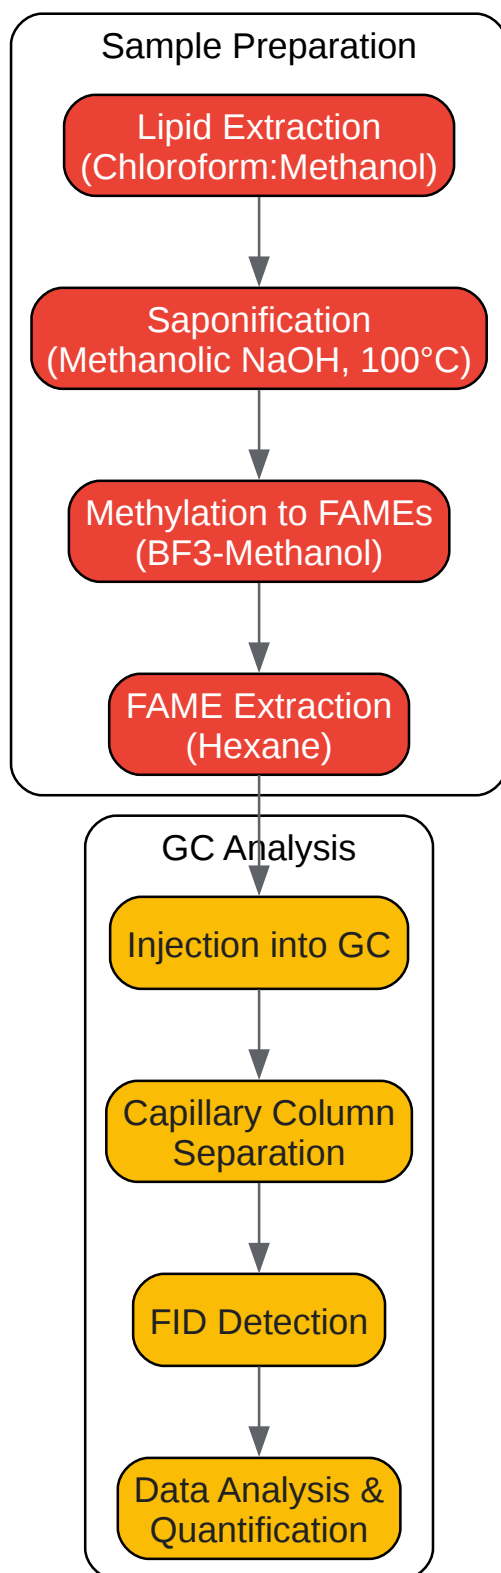 Sample Preparation
Lipid Extraction
(Chloroform:Methanol)
Saponification
(Methanolic NaOH, 100°C)
Methylation to FAMEs
(BF3-Methanol)
FAME Extraction
(Hexane)
GC Analysis
Injection into GC
Capillary Column
Separation
FID Detection
Data Analysis &
Quantification